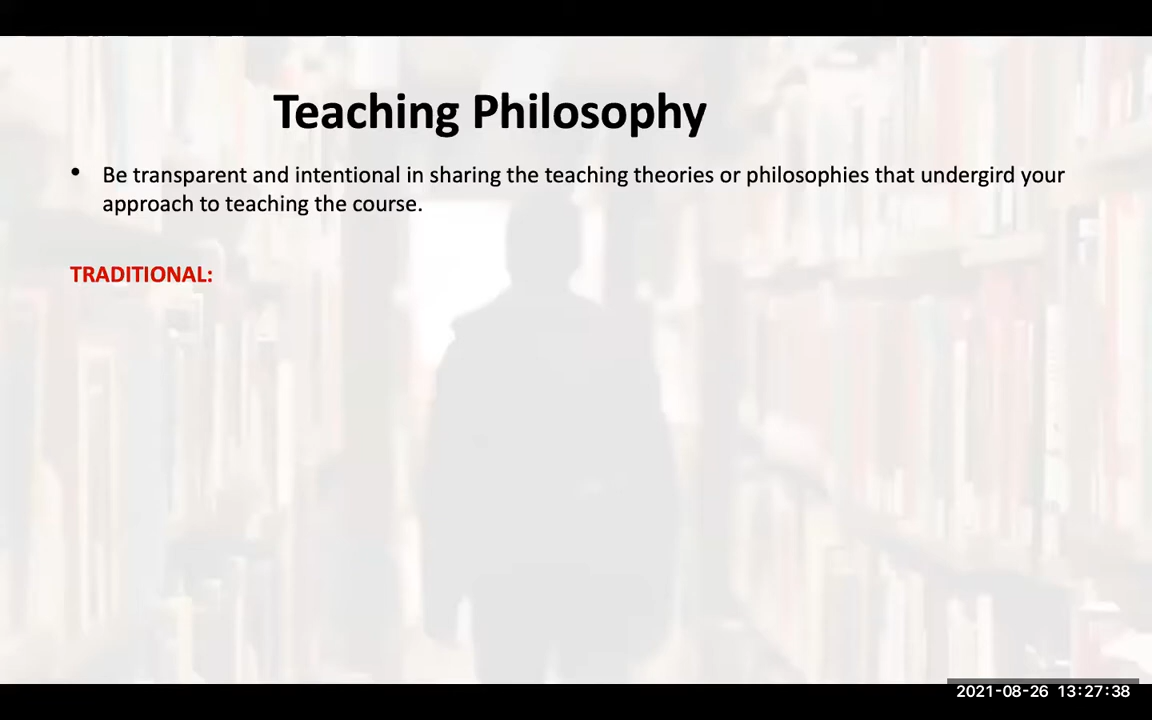 Teaching Philosophy
• Be transparent and intentional in sharing the teaching theories or philosophies that undergird your
approach to teaching the course.
TRADITIONAL:
2021-08-26 13:27:38